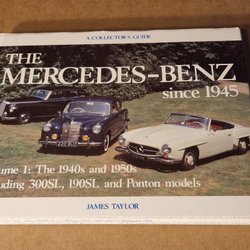 A COLLECTOR'S GUIDE
THE
MERCEDES-BENZ
since 1945
ume 1: The 1940s and 1950s
uding 300SL, 190SL and Ponton models
JAMES TAYLOR